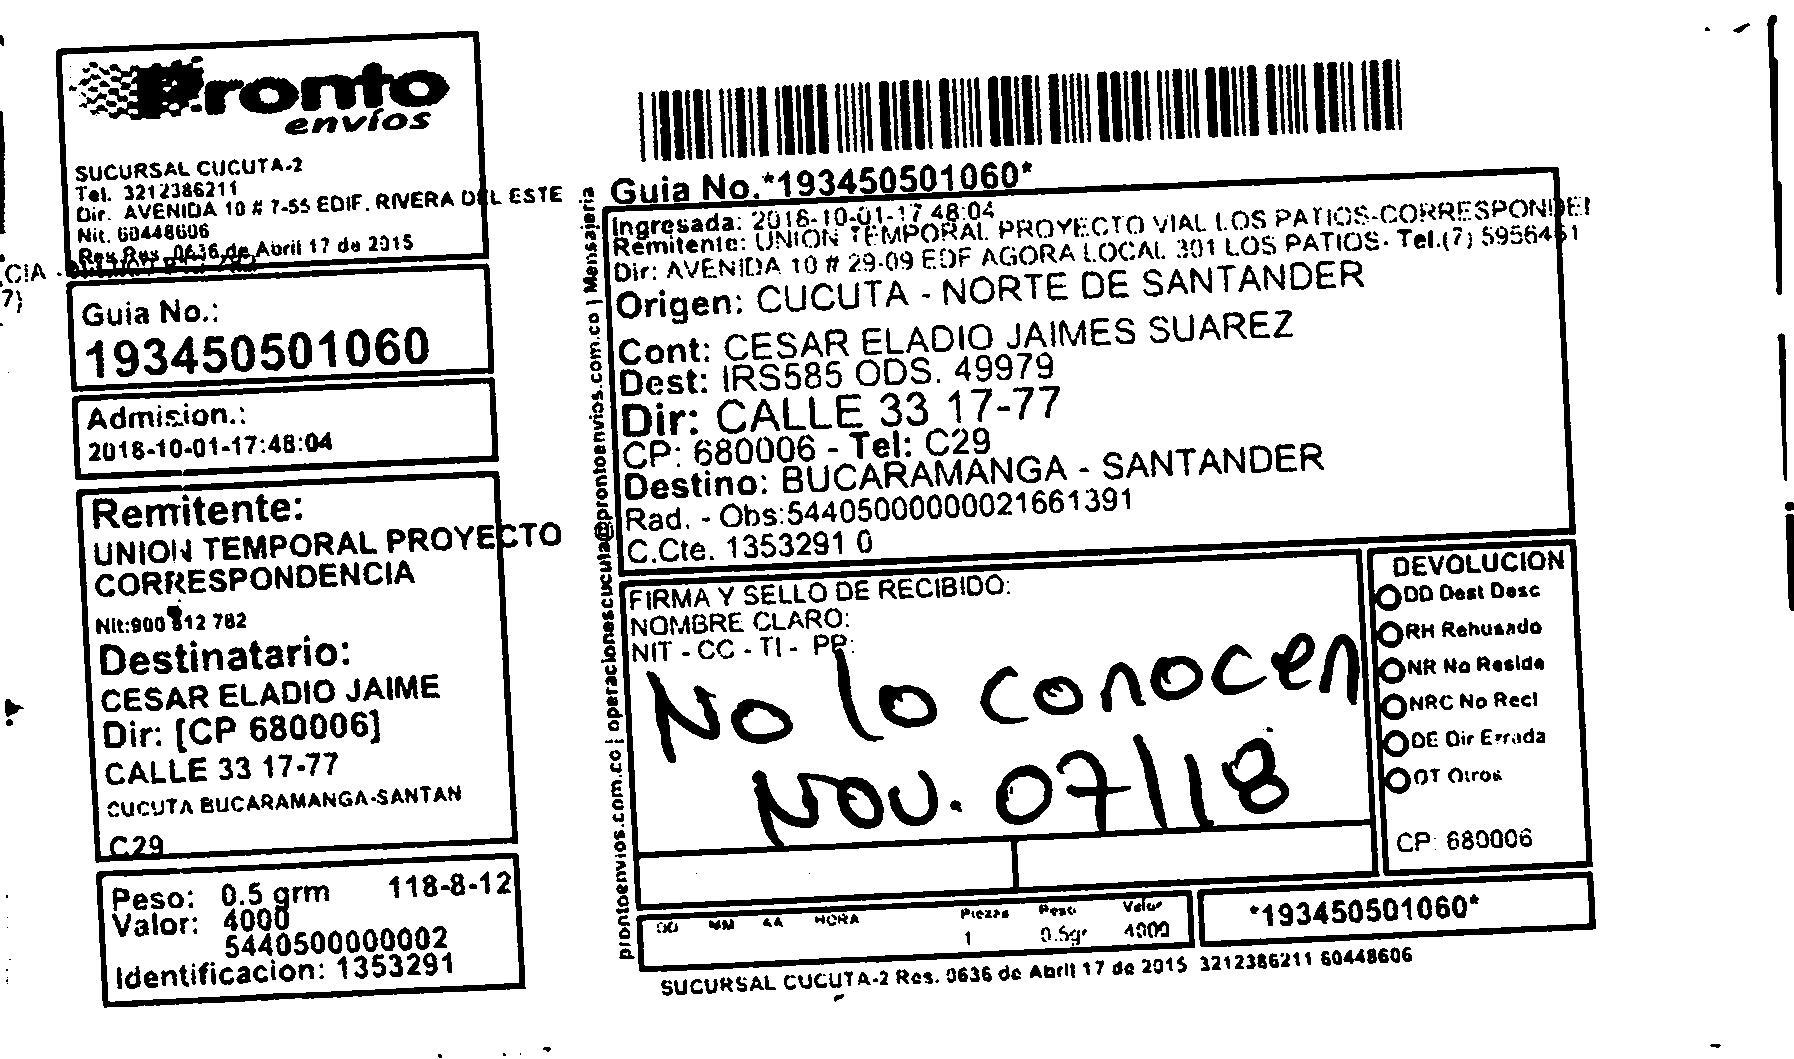 Pronto
envíos
SUCURSAL CUCUTA-2
Tel. 3212386211
Dir. AVENIDA 10 # 7-55 EDIF. RIVERA DEL ESTE
Nit. 60448606
Res 0636 de Abril 17 de 2015
CIA -
7)
Guia No.:
193450501060
Admision.:
2018-10-01-17:48:04
Remitente:
UNION TEMPORAL PROYECTO
CORRESPONDENCIA
Nit:900 812 782
Destinatario:
CESAR ELADIO JAIME
Dir: [CP 680006]
CALLE 33 17-77
CUCUTA BUCARAMANGA-SANTAN
C29
Peso: 0.5 grm 118-8-12
Valor: 4000
5440500000002
Identificacion: 1353291
prontoenvios.com.co | operacionescucuta@prontoenvios.com.co | Mensajeria
Guia No.*193450501060*
Ingresada: 2018-10-01-17 48:04
Remitente: UNION TEMPORAL PROYECTO VIAL LOS PATIOS-CORRESPONDEI
Dir: AVENIDA 10 # 29-09 EDF AGORA LOCAL 301 LOS PATIOS- Tel.(7) 5956461
Origen: CUCUTA - NORTE DE SANTANDER
Cont: CESAR ELADIO JAIMES SUAREZ
Dest: IRS585 ODS. 49979
Dir: CALLE 33 17-77
CP: 680006 - Tel: C29
Destino: BUCARAMANGA - SANTANDER
Rad. - Obs:54405000000021661391
C.Cte. 1353291 0
FIRMA Y SELLO DE RECIBIDO:
NOMBRE CLARO:
NIT - CC - TI - PP:
No lo conocen
Nov. 07/18
DEVOLUCION
DD Dest Desc
RH Rehusado
NR No Reside
NRC No Recl
DE Dir Errada
OT Otros
CP: 680006
DD MM AA HORA Piezas Peso Valor
1 0.5gr 4000
*193450501060*
SUCURSAL CUCUTA-2 Res. 0636 de Abril 17 de 2015 3212386211 60448606